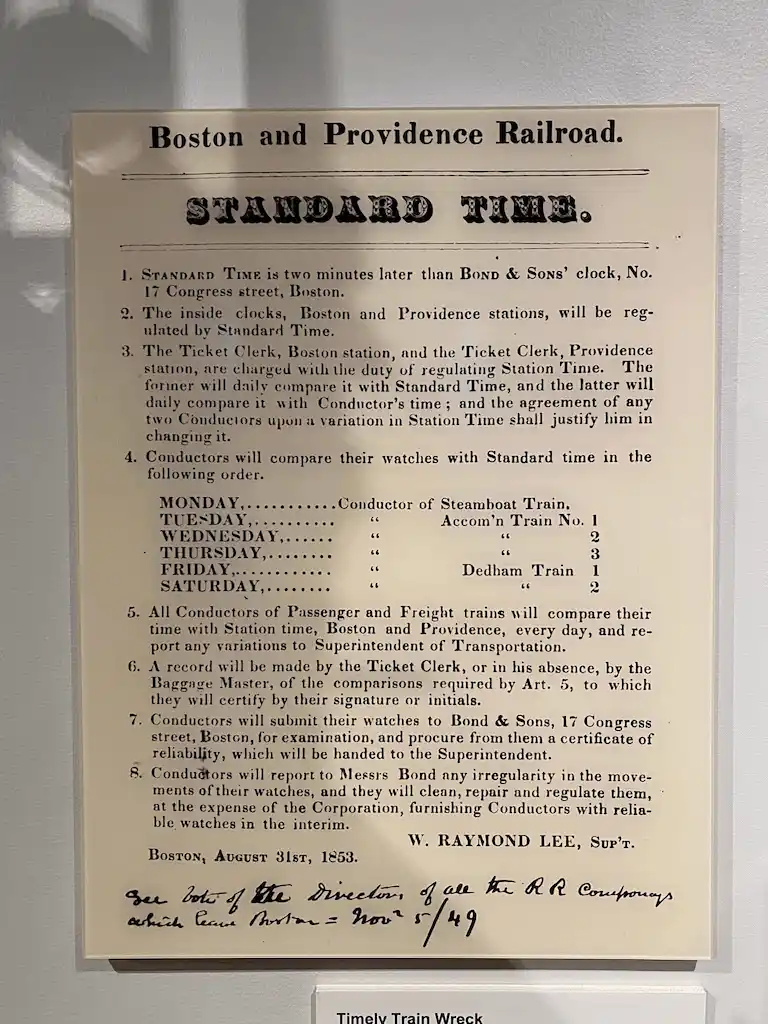 Boston and Providence Railroad.
STANDARD TIME.
1. STANDARD TIME is two minutes later than BOND & SONS' clock, No.
17 Congress street, Boston.
2. The inside clocks, Boston and Providence stations, will be reg-
ulated by Standard Time.
3. The Ticket Clerk, Boston station, and the Ticket Clerk, Providence
station, are charged with the duty of regulating Station Time. The
former will daily compare it with Standard Time, and the latter will
daily compare it with Conductor's time; and the agreement of any
two Conductors upon a variation in Station Time shall justify him in
changing it.
4. Conductors will compare their watches with Standard time in the
following order.
MONDAY,...........Conductor of Steamboat Train.
TUESDAY,.......... “ Accom'n Train No. 1
WEDNESDAY,...... “ “ 2
THURSDAY,........ “ “ 3
FRIDAY,............ “ Dedham Train 1
SATURDAY,........ “ “ 2
5. All Conductors of Passenger and Freight trains will compare their
time with Station time, Boston and Providence, every day, and re-
port any variations to Superintendent of Transportation.
6. A record will be made by the Ticket Clerk, or in his absence, by the
Baggage Master, of the comparisons required by Art. 5, to which
they will certify by their signature or initials.
7. Conductors will submit their watches to Bond & Sons, 17 Congress
street, Boston, for examination, and procure from them a certificate of
reliability, which will be handed to the Superintendent.
8. Conductors will report to Messrs Bond any irregularity in the move-
ments of their watches, and they will clean, repair and regulate them,
at the expense of the Corporation, furnishing Conductors with relia-
ble watches in the interim.
W. RAYMOND LEE, SUP'T.
BOSTON, AUGUST 31ST, 1853.
See vote of the Directors of all the R R Companys
which leave Boston = Nov 5/49
Timely Train Wreck